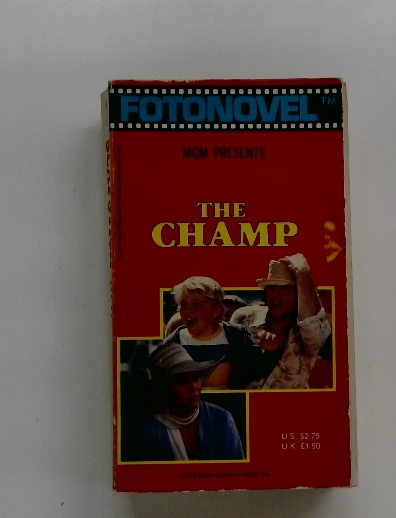 FOTONOVEL TM
MGM PRESENTS
THE
CHAMP
U.S. $2.75
U.K. £1.50